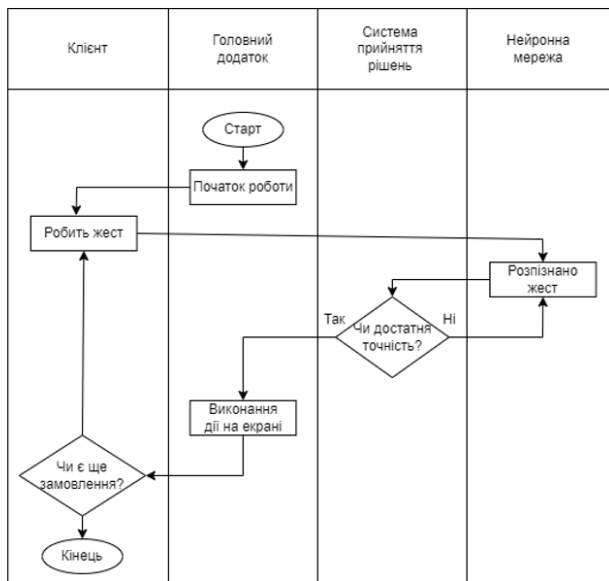 Клієнт
Головний
додаток
Система
прийняття
рішень
Нейронна
мережа
Старт
Початок роботи
Робить жест
Розпізнано
жест
Так
Чи достатня
точність?
Ні
Виконання
дії на екрані
Чи є ще
замовлення?
Кінець